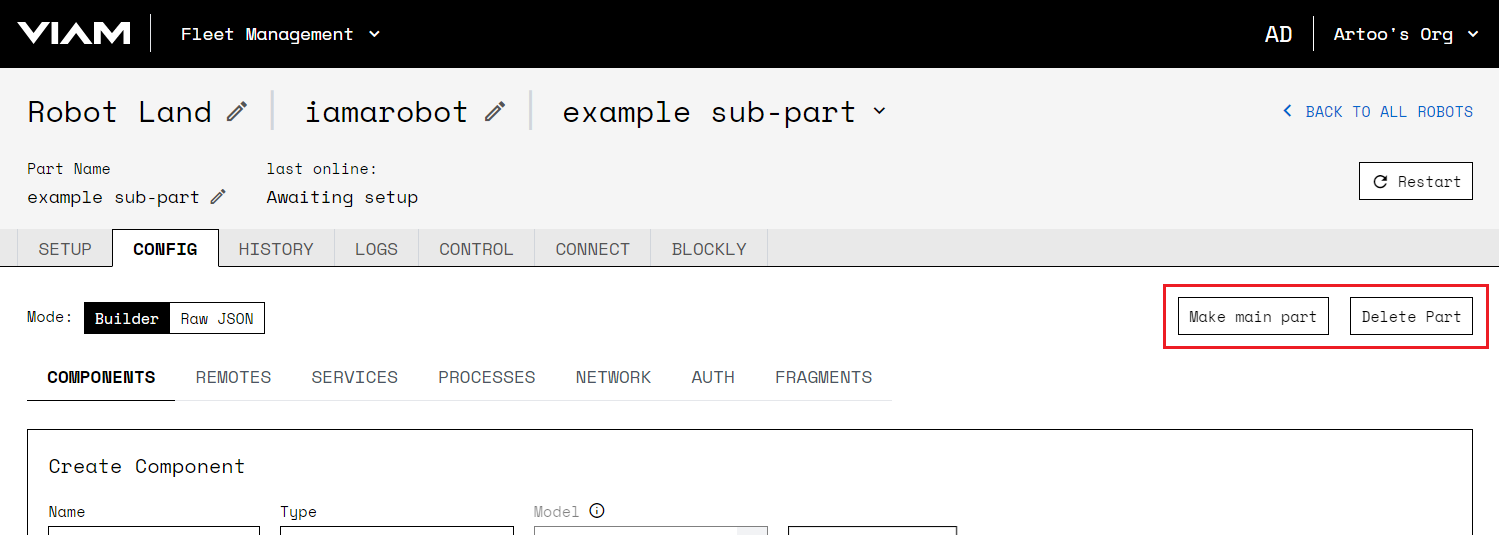 VIAM Fleet Management AD Artoo's Org
Robot Land iamarobot example sub-part BACK TO ALL ROBOTS
Part Name last online:
example sub-part Awaiting setup Restart
SETUP CONFIG HISTORY LOGS CONTROL CONNECT BLOCKLY
Mode: Builder Raw JSON Make main part Delete Part
COMPONENTS REMOTES SERVICES PROCESSES NETWORK AUTH FRAGMENTS
Create Component
Name Type Model